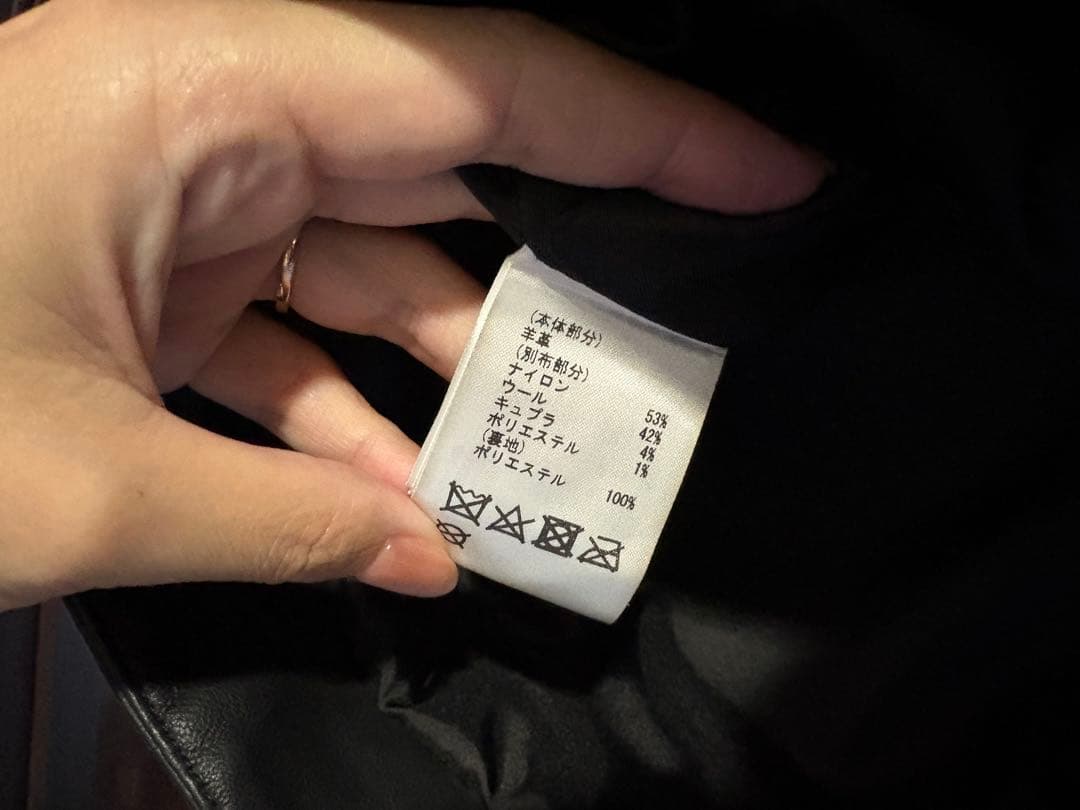 (本体部分)
羊革
(別布部分)
ナイロン 53%
ウール 42%
キュプラ 4%
ポリエステル 1%
(裏地)
ポリエステル 100%